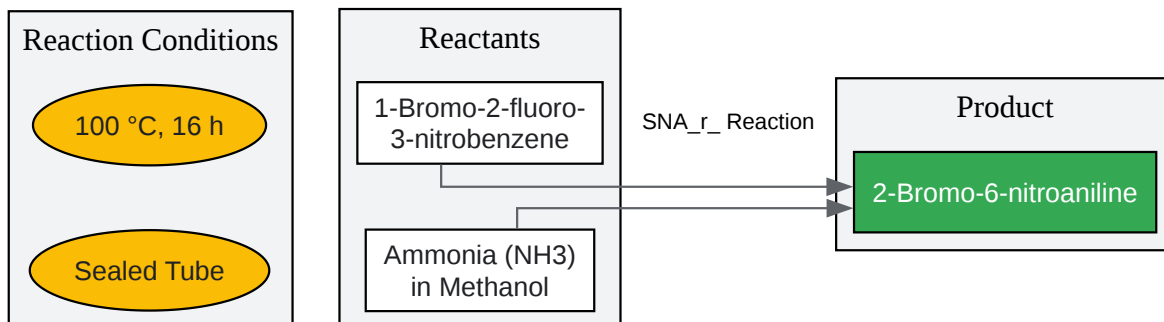 Reaction Conditions
100 °C, 16 h
Sealed Tube
Reactants
1-Bromo-2-fluoro-
3-nitrobenzene
Ammonia (NH3)
in Methanol
SNA_r_ Reaction
Product
2-Bromo-6-nitroaniline